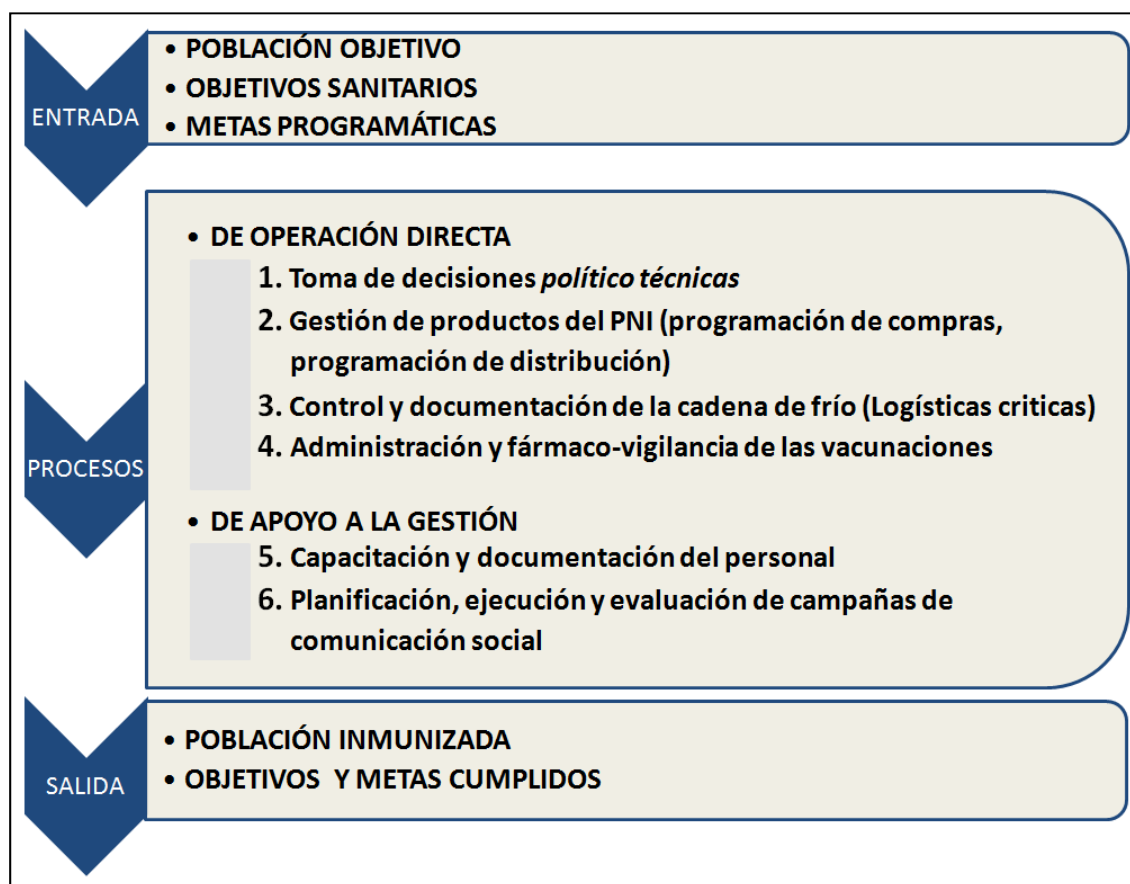 ENTRADA
• POBLACIÓN OBJETIVO
• OBJETIVOS SANITARIOS
• METAS PROGRAMÁTICAS
PROCESOS
• DE OPERACIÓN DIRECTA
1. Toma de decisiones político técnicas
2. Gestión de productos del PNI (programación de compras,
programación de distribución)
3. Control y documentación de la cadena de frío (Logísticas criticas)
4. Administración y fármaco-vigilancia de las vacunaciones
• DE APOYO A LA GESTIÓN
5. Capacitación y documentación del personal
6. Planificación, ejecución y evaluación de campañas de
comunicación social
SALIDA
• POBLACIÓN INMUNIZADA
• OBJETIVOS Y METAS CUMPLIDOS